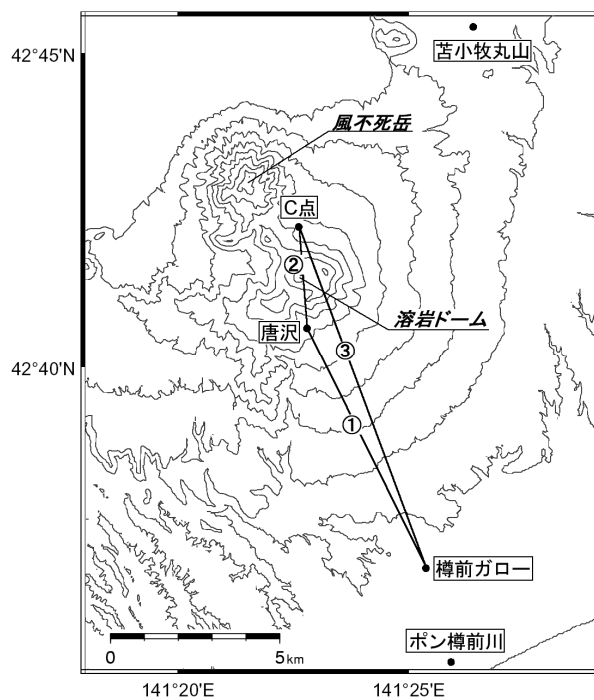 42°45'N
苫小牧丸山
風不死岳
C点
②
溶岩ドーム
唐沢
③
42°40'N
①
樽前ガロー
ポン樽前川
0
5km
141°20'E
141°25'E